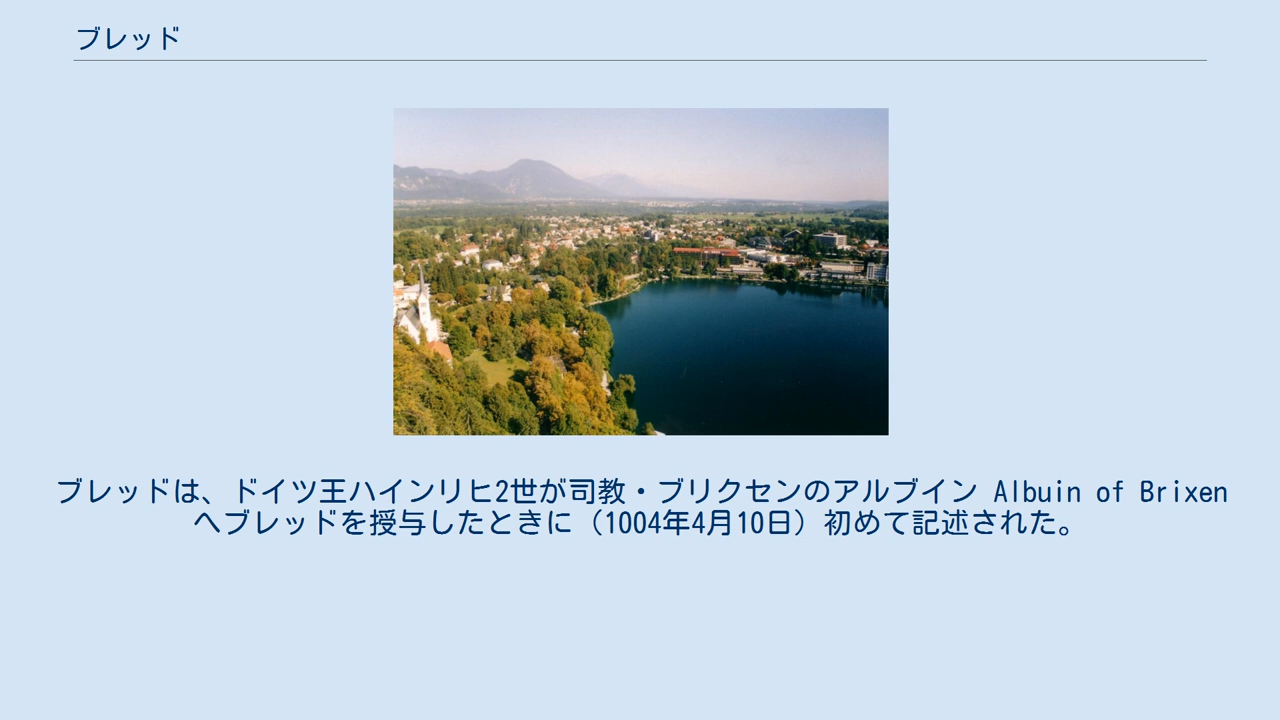 ブレッド
ブレッドは、ドイツ王ハインリヒ2世が司教・ブリクセンのアルブイン Albuin of Brixen
へブレッドを授与したときに（1004年4月10日）初めて記述された。